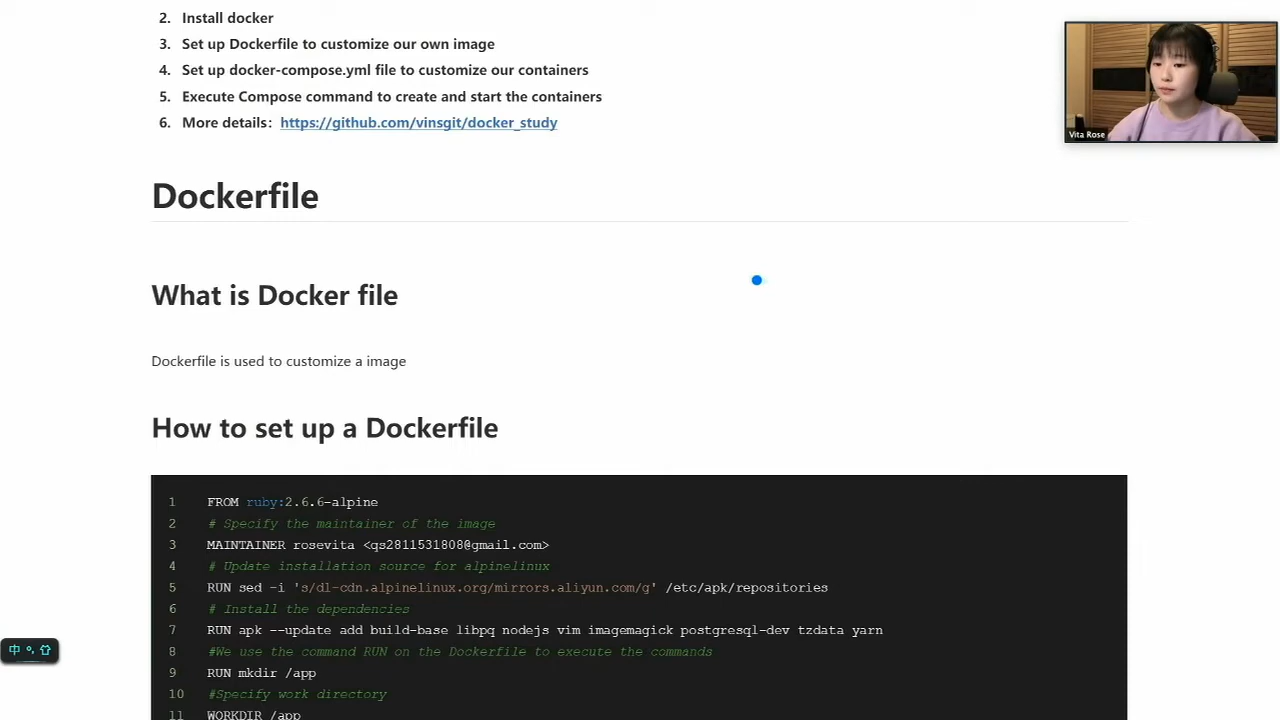 2. Install docker
3. Set up Dockerfile to customize our own image
4. Set up docker-compose.yml file to customize our containers
5. Execute Compose command to create and start the containers
6. More details： https://github.com/vinsgit/docker_study
Vita Rose
Dockerfile
What is Docker file
Dockerfile is used to customize a image
How to set up a Dockerfile
1 FROM ruby:2.6.6-alpine
2 # Specify the maintainer of the image
3 MAINTAINER rosevita <qs2811531808@gmail.com>
4 # Update installation source for alpinelinux
5 RUN sed -i 's/dl-cdn.alpinelinux.org/mirrors.aliyun.com/g' /etc/apk/repositories
6 # Install the dependencies
7 RUN apk --update add build-base libpq nodejs vim imagemagick postgresql-dev tzdata yarn
8 #We use the command RUN on the Dockerfile to execute the commands
9 RUN mkdir /app
10 #Specify work directory
11 WORKDIR /app
中 °,